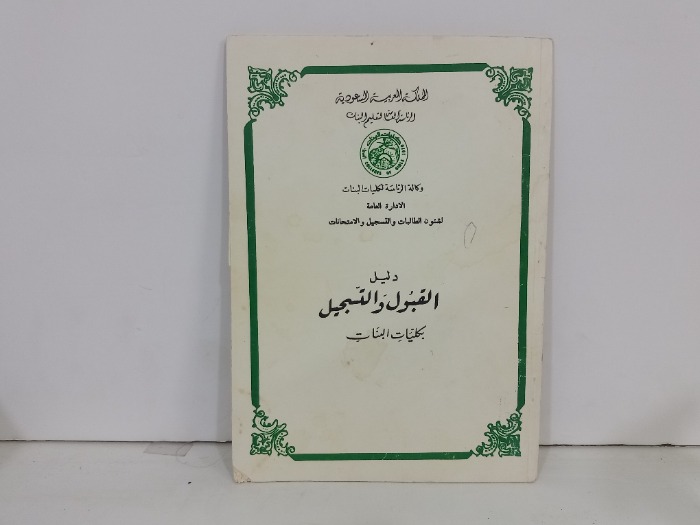 المملكة العربية السعودية
الرئاسة العامة لتعليم البنات
وكالة الرئاسة لكليات البنات
الادارة العامة
لشئون الطالبات والتسجيل والامتحانات
دليل
القبول والتسجيل
بكليات البنات